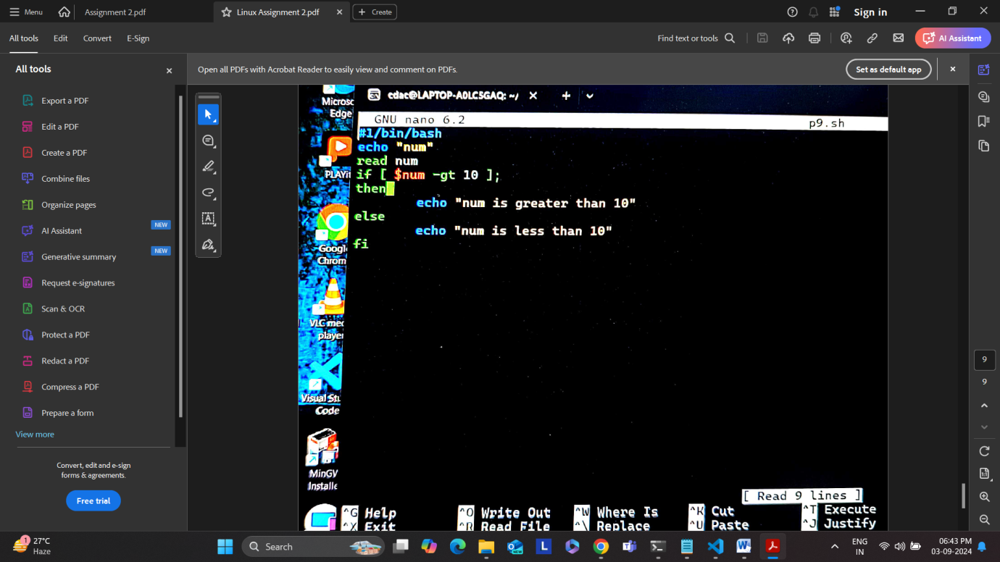 Menu
Assignment 2.pdf
Linux Assignment 2.pdf
Create
Sign in
All tools
Edit
Convert
E-Sign
Find text or tools
AI Assistant
All tools
Open all PDFs with Acrobat Reader to easily view and comment on PDFs.
Set as default app
Export a PDF
Edit a PDF
Create a PDF
Combine files
Organize pages
AI Assistant
NEW
Generative summary
NEW
Request e-signatures
Scan & OCR
Protect a PDF
Redact a PDF
Compress a PDF
Prepare a form
View more
Convert, edit and e-sign
forms & agreements.
Free trial
Microsc
Edge
PLAYit
Googl
Chrom
VLC med
player
Visual Stu
Code
MinGW
Installe
cdac@LAPTOP-A0LC5GAQ: ~/
GNU nano 6.2
p9.sh
#!/bin/bash
echo "num"
read num
if [ $num -gt 10 ];
then
echo "num is greater than 10"
else
echo "num is less than 10"
fi
[ Read 9 lines ]
^G Help
^O Write Out
^W Where Is
^K Cut
^T Execute
^X Exit
^R Read File
^\ Replace
^U Paste
^J Justify
9
9
1
27°C
Haze
Search
ENG
IN
06:43 PM
03-09-2024